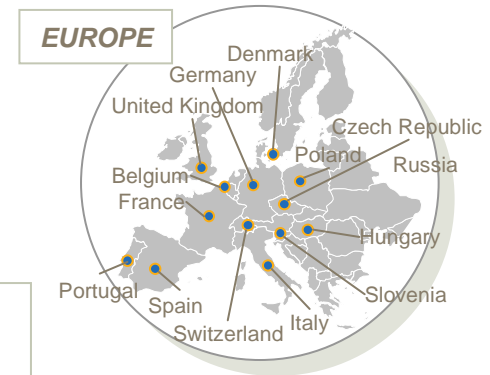 EUROPE
Denmark
Germany
United Kingdom
Czech Republic
Poland
Russia
Belgium
France
Hungary
Portugal
Spain
Slovenia
Switzerland
Italy